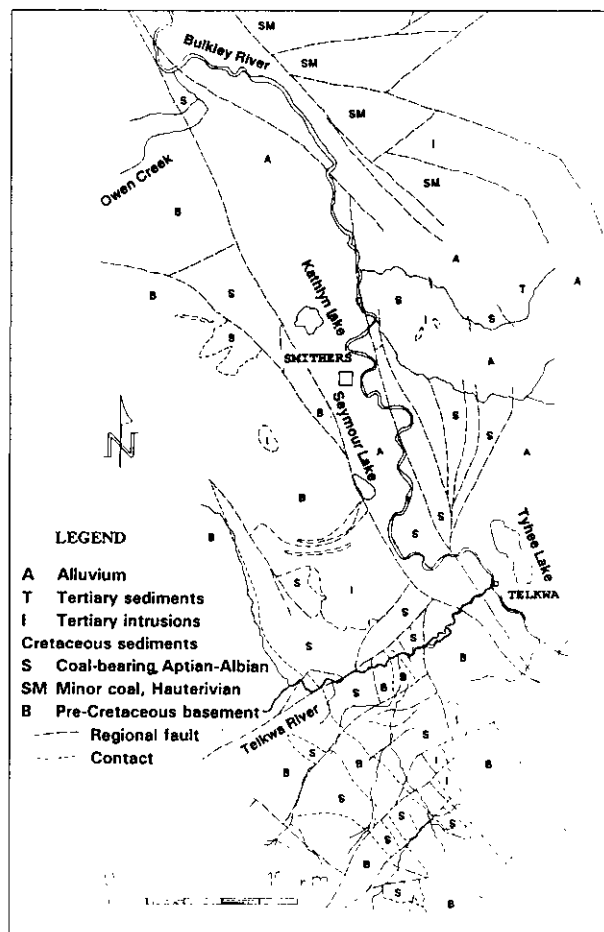 SM
Bulkley River
SM
SM
S
I
Owen Creek
A
SM
B
A
Kathlyn lake
T
A
B
S
S
I
S
B
SMITHERS
A
Seymour Lake
B
S
S
I
A
A
B
B
S
S
Tyhee Lake
LEGEND
S
I
TELKWA
A Alluvium
T Tertiary sediments
I Tertiary intrusions
Cretaceous sediments
S Coal-bearing, Aptian-Albian
SM Minor coal, Hauterivian
B Pre-Cretaceous basement
Regional fault
Contact
S
S
S
B
S
B
S
Telkwa River
I
S
S
B
B
I
B
I
S
S
S
S
B
S
B
N